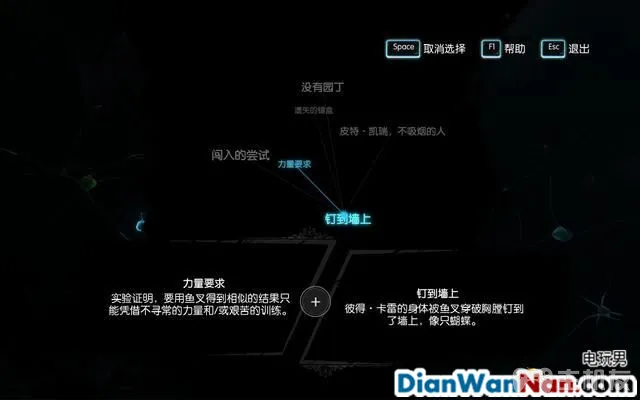 Space 取消选择 F1 帮助 Esc 退出
没有园丁
遗失的锡盒
皮特·凯瑞，不吸烟的人
闯入的尝试
力量要求
钉到墙上
力量要求
实验证明，要用鱼叉得到相似的结果只
能凭借不寻常的力量和/或艰苦的训练。
+
钉到墙上
彼得·卡雷的身体被鱼叉穿破胸膛钉到
了墙上，像只蝴蝶。
电玩男
DianWanNan.com